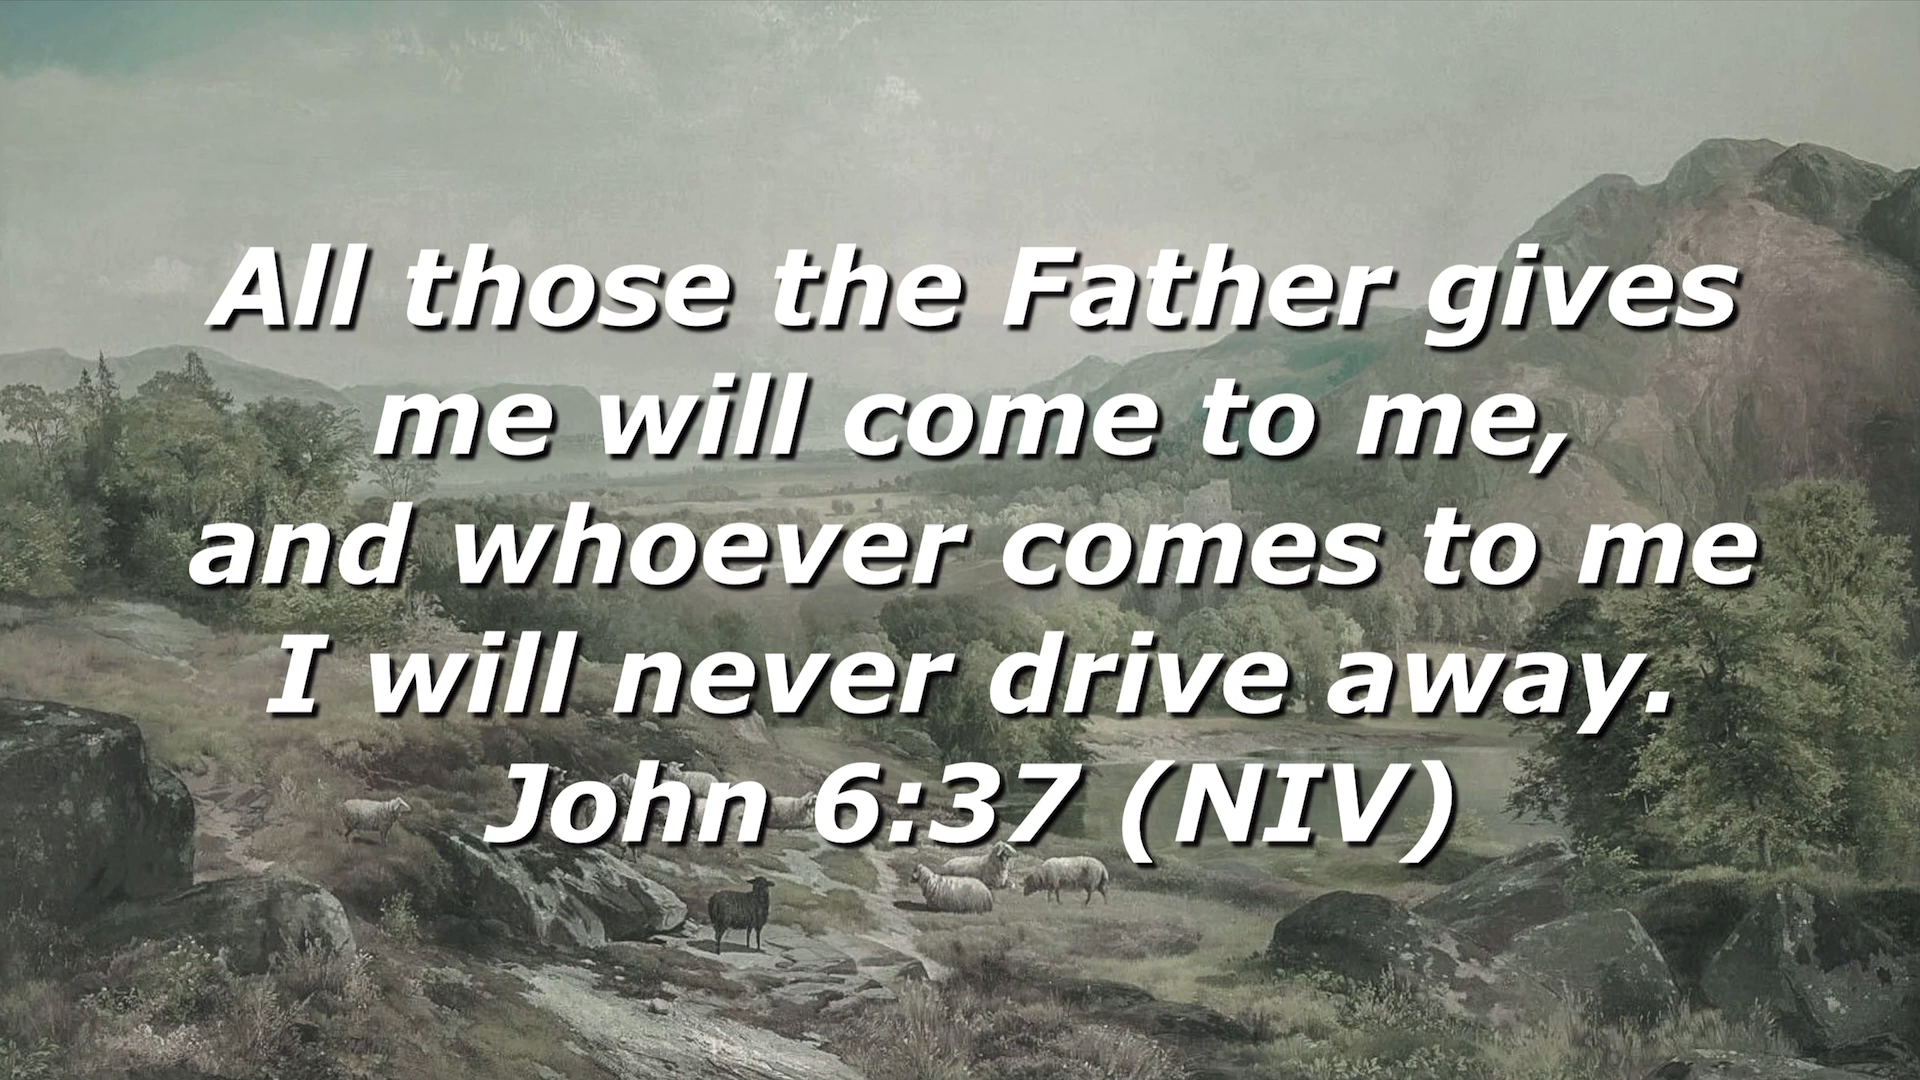 All those the Father gives
me will come to me,
and whoever comes to me
I will never drive away.
John 6:37 (NIV)